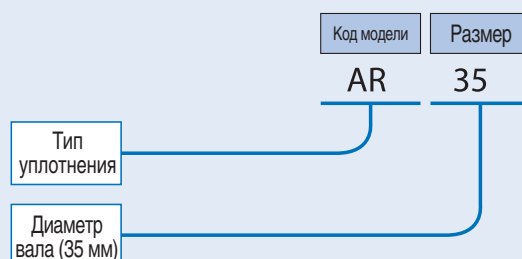 Код модели Размер
AR 35
Тип
уплотнения
Диаметр
вала (35 мм)